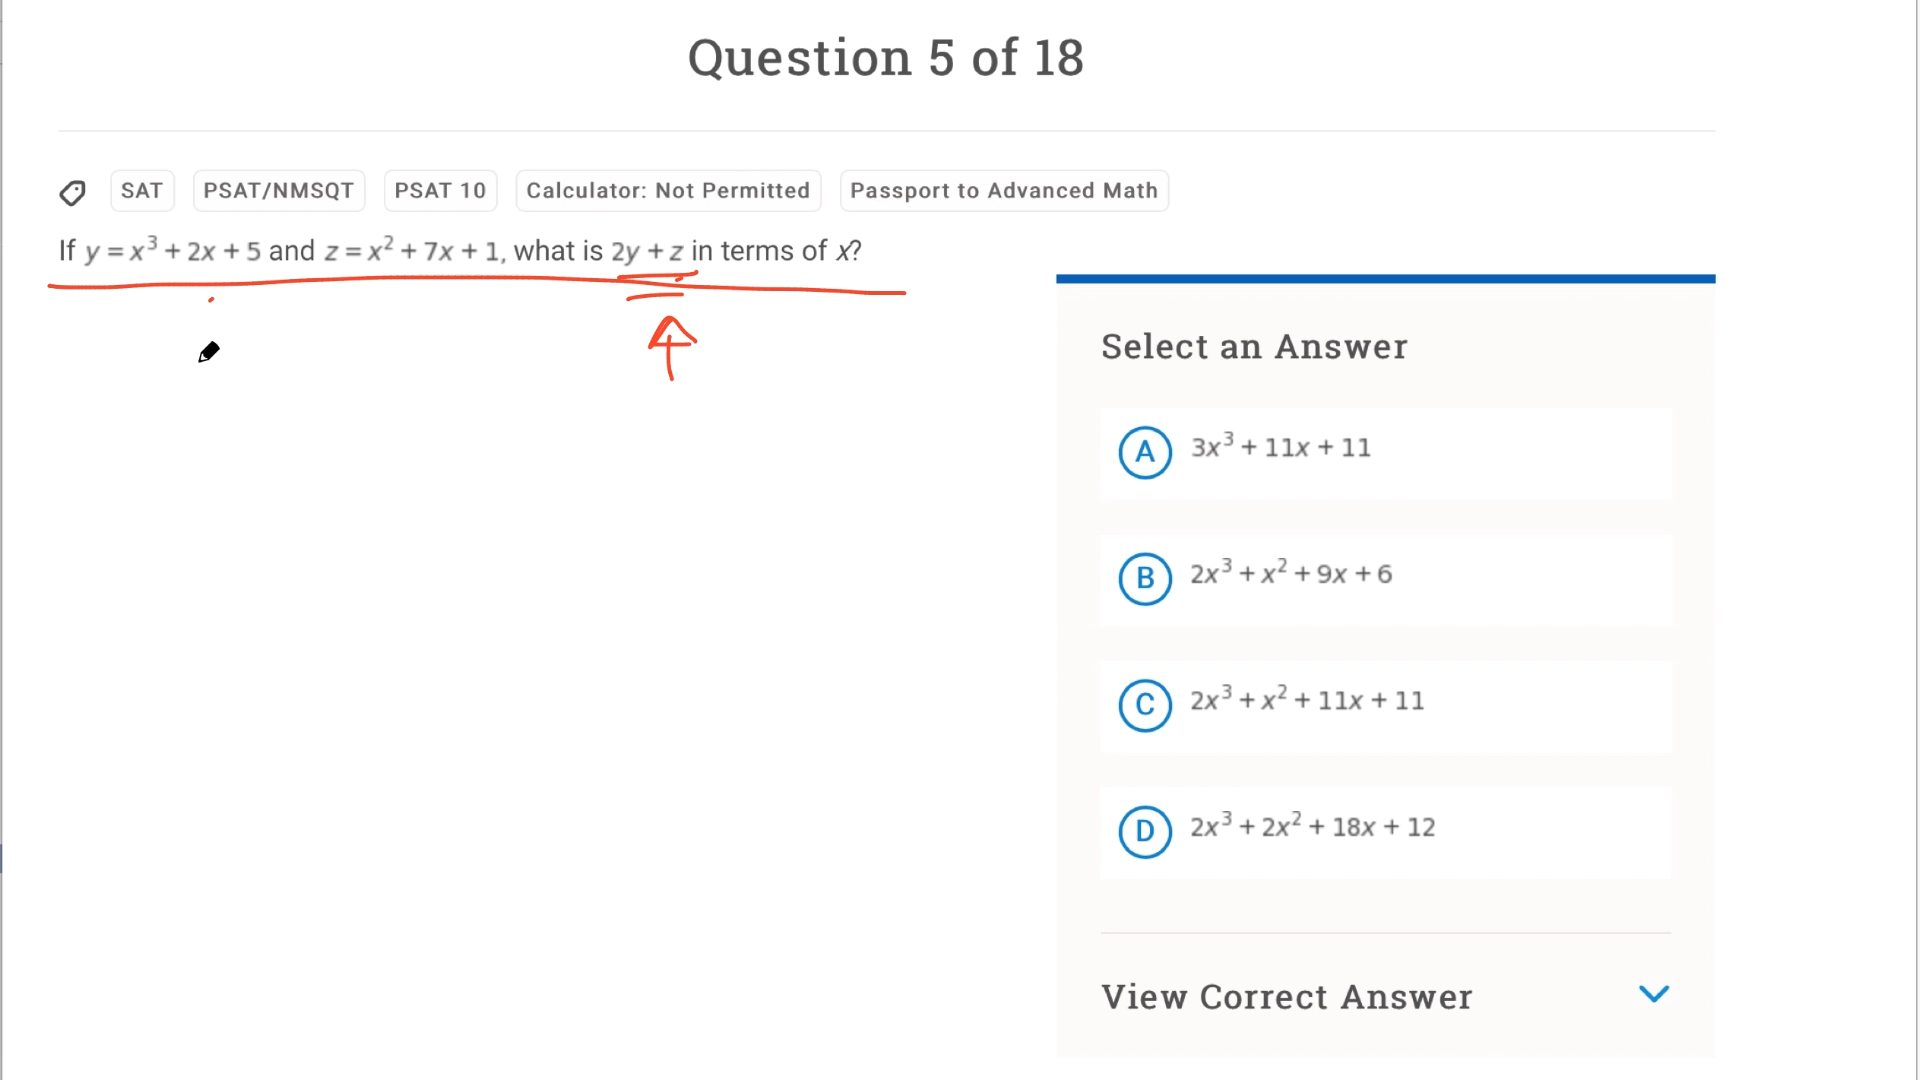 Question 5 of 18
SAT PSAT/NMSQT PSAT 10 Calculator: Not Permitted Passport to Advanced Math
If y = x³ + 2x + 5 and z = x² + 7x + 1, what is 2y + z in terms of x?
Select an Answer
A 3x³ + 11x + 11
B 2x³ + x² + 9x + 6
C 2x³ + x² + 11x + 11
D 2x³ + 2x² + 18x + 12
View Correct Answer